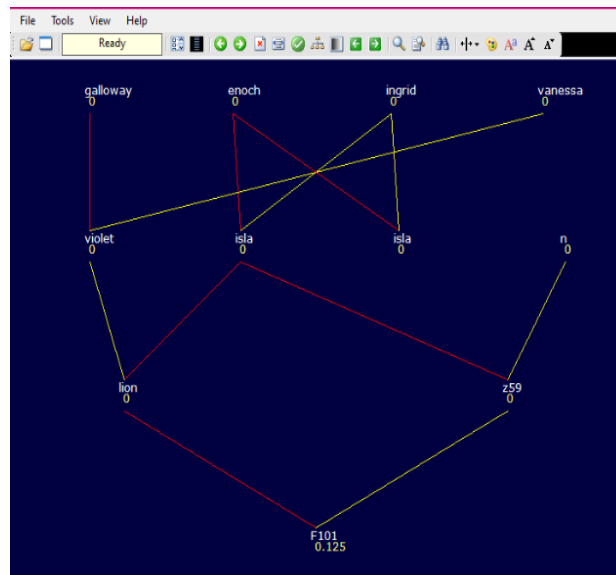 File Tools View Help
Ready
galloway enoch ingrid vanessa
0 0 0 0
violet isla isla n
0 0 0 0
lion z59
0 0
F101
0.125